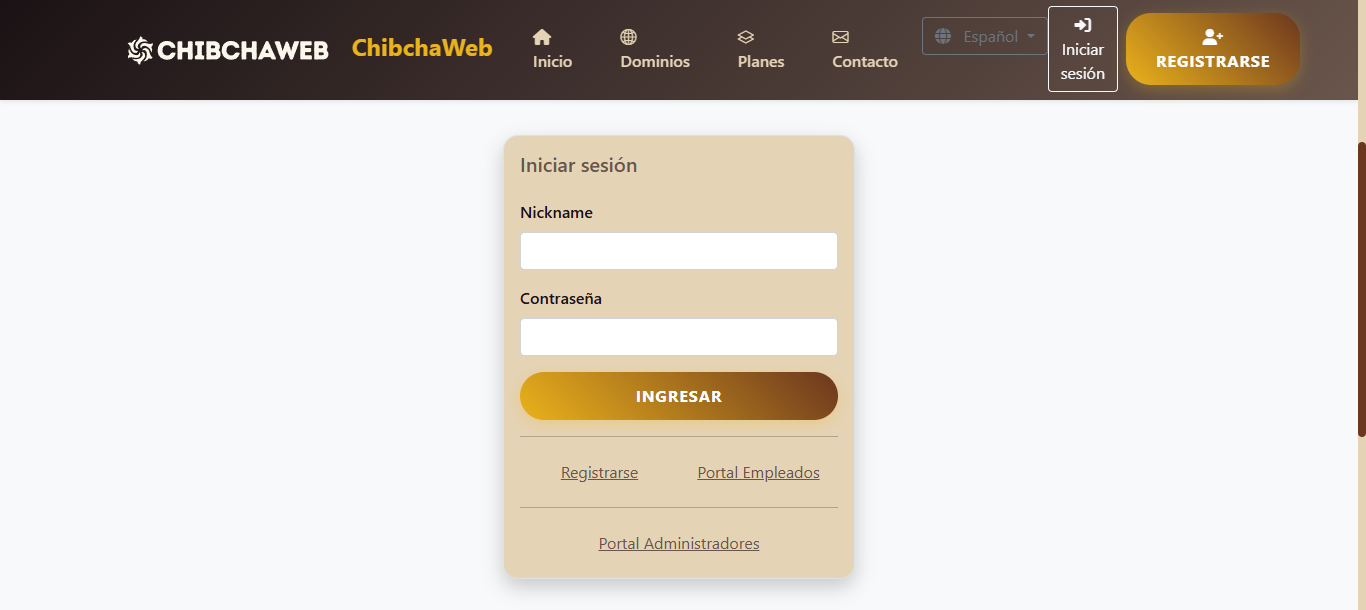 CHIBCHAWEB
ChibchaWeb
Inicio
Dominios
Planes
Contacto
Español
Iniciar
sesión
REGISTRARSE
Iniciar sesión
Nickname
Contraseña
INGRESAR
Registrarse
Portal Empleados
Portal Administradores